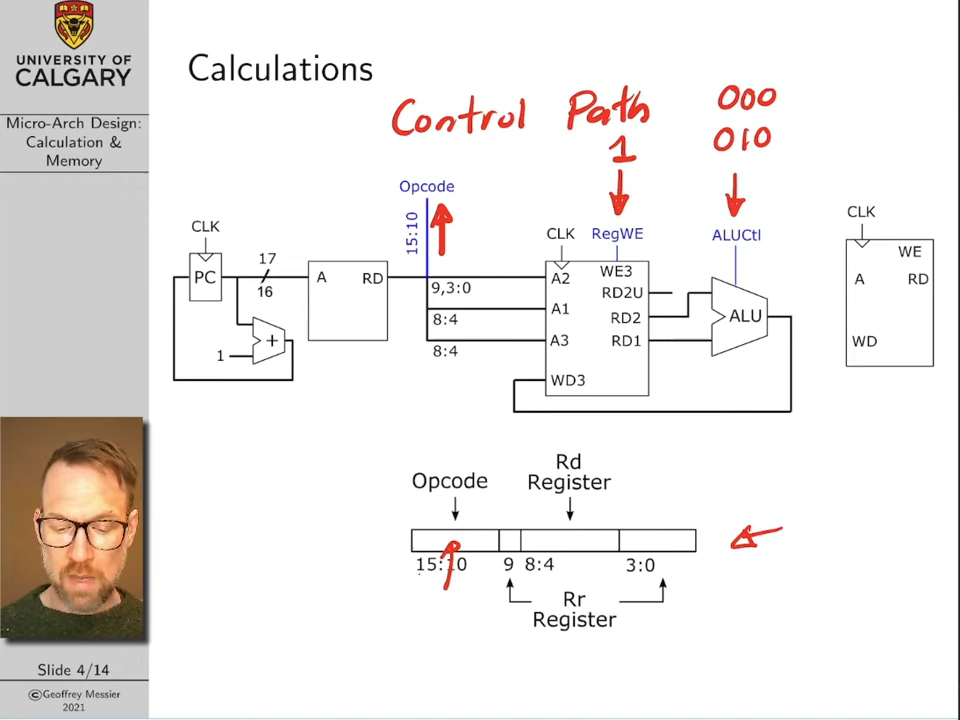 UNIVERSITY OF
CALGARY
Micro-Arch Design:
Calculation &
Memory
Calculations
Control Path
1
000
010
Opcode
15:10
CLK
PC
17
16
+
1
A
RD
9,3:0
8:4
8:4
CLK
RegWE
WE3
A2
A1
A3
WD3
RD2U
RD2
RD1
ALUCtl
ALU
CLK
WE
A
RD
WD
Opcode
Rd
Register
15:10
9
8:4
3:0
Rr
Register
Slide 4/14
©Geoffrey Messier
2021